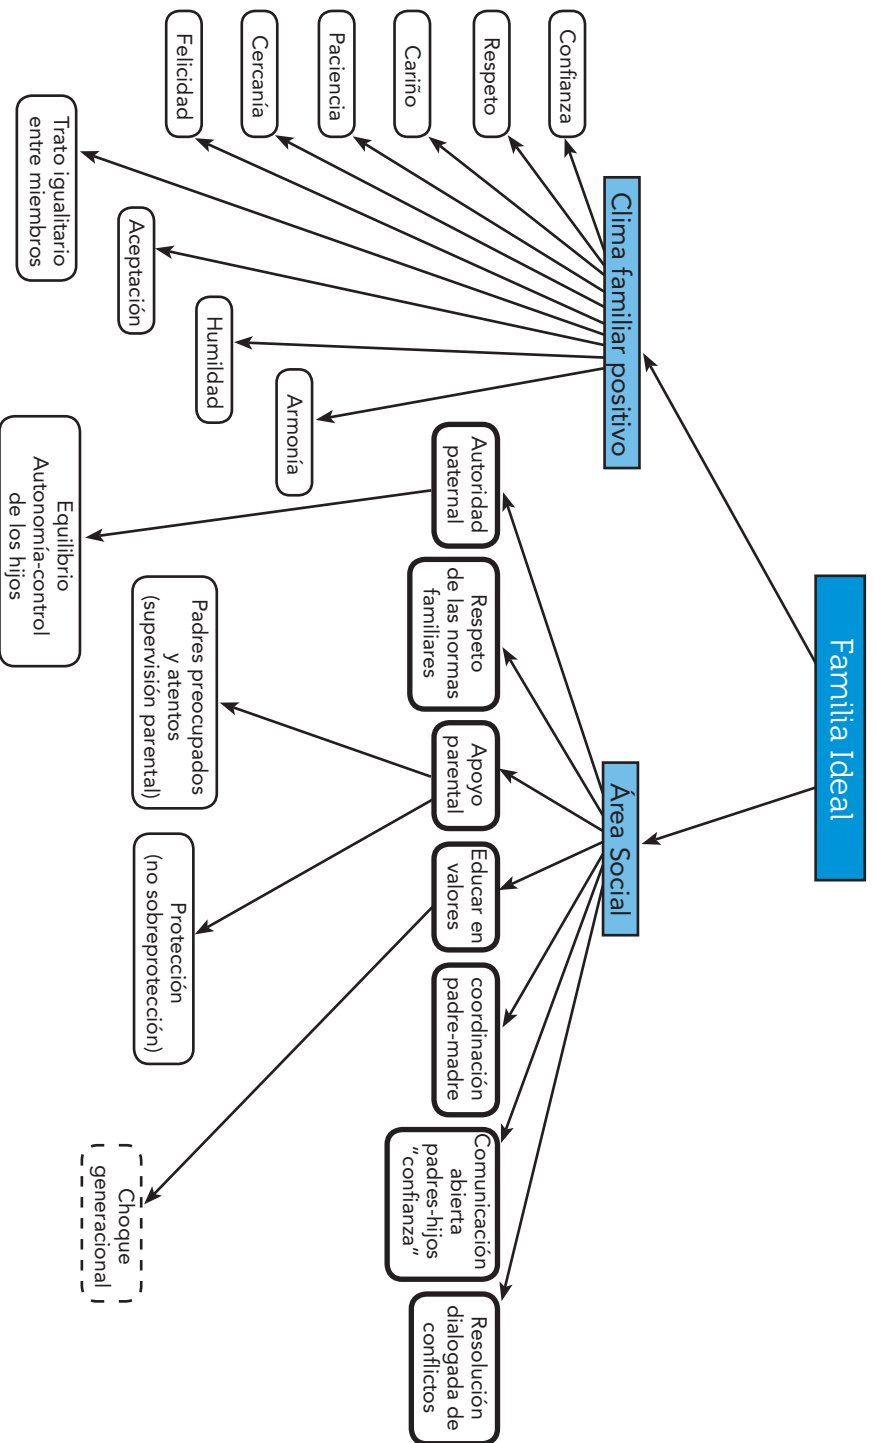 Familia Ideal
Clima familiar positivo
Área Social
Confianza
Respeto
Cariño
Paciencia
Cercanía
Felicidad
Trato igualitario
entre miembros
Aceptación
Humildad
Armonía
Autoridad
paternal
Respeto
de las normas
familiares
Apoyo
parental
Educar en
valores
coordinación
padre-madre
Comunicación
abierta
padres-hijos
"confianza"
Resolución
dialogada de
conflictos
Equilibrio
Autonomía-control
de los hijos
Padres preocupados
y atentos
(supervisión parental)
Protección
(no sobreprotección)
Choque
generacional